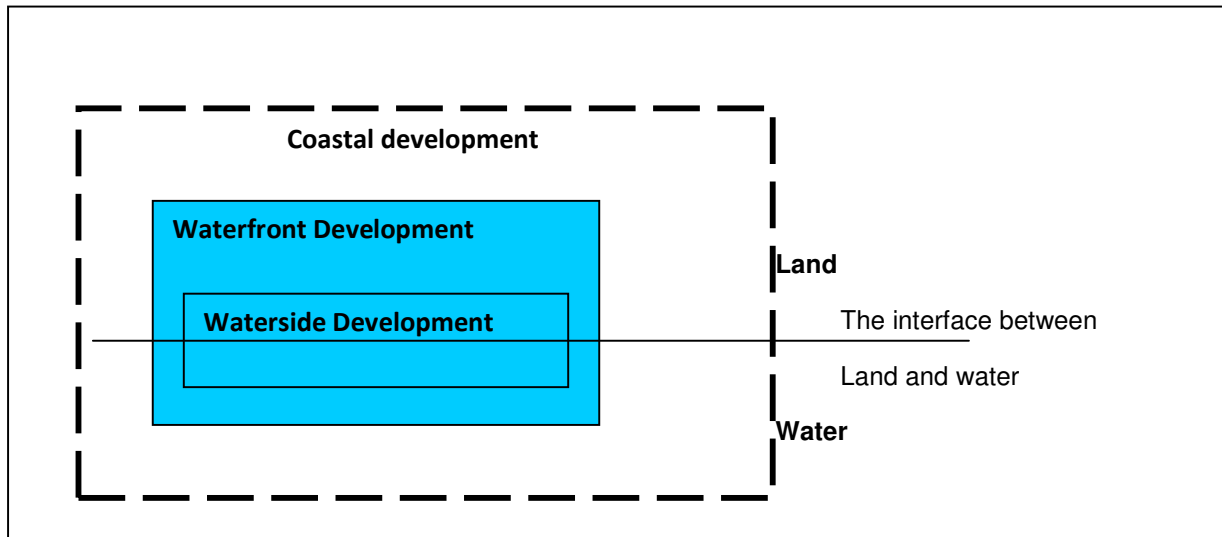 Coastal development
Waterfront Development
Land
Waterside Development
The interface between
Land and water
Water